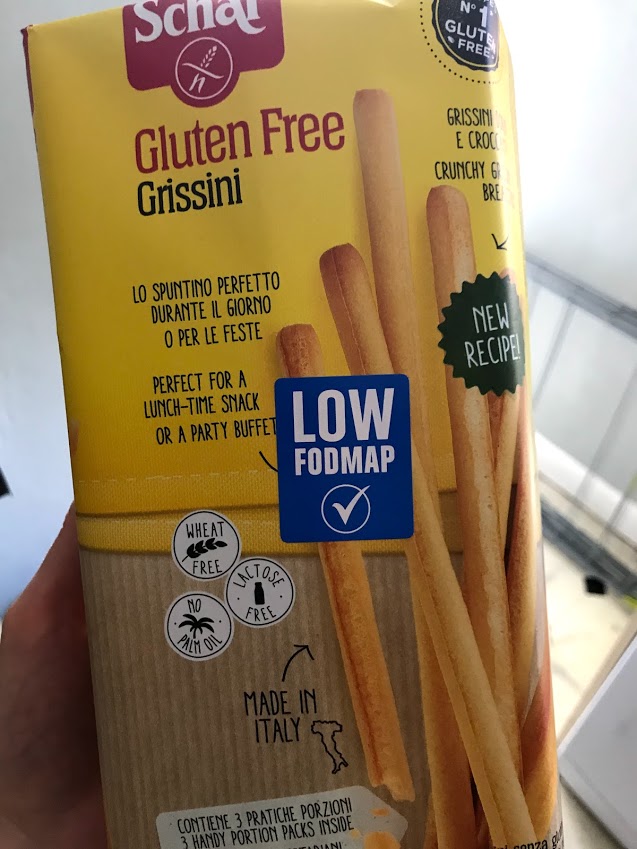 Schär
N° 1
GLUTEN
FREE
Gluten Free
Grissini
GRISSINI
E
CRUNCHY
LO SPUNTINO PERFETTO
DURANTE IL GIORNO
O PER LE FESTE
NEW
RECIPE!
PERFECT FOR A
LUNCH-TIME SNACK
OR A PARTY BUFFET
LOW
FODMAP
WHEAT
FREE
LACTOSE
FREE
NO
PALM OIL
MADE IN
ITALY
CONTIENE 3 PRATICHE PORZIONI
3 HANDY PORTION PACKS INSIDE
senza